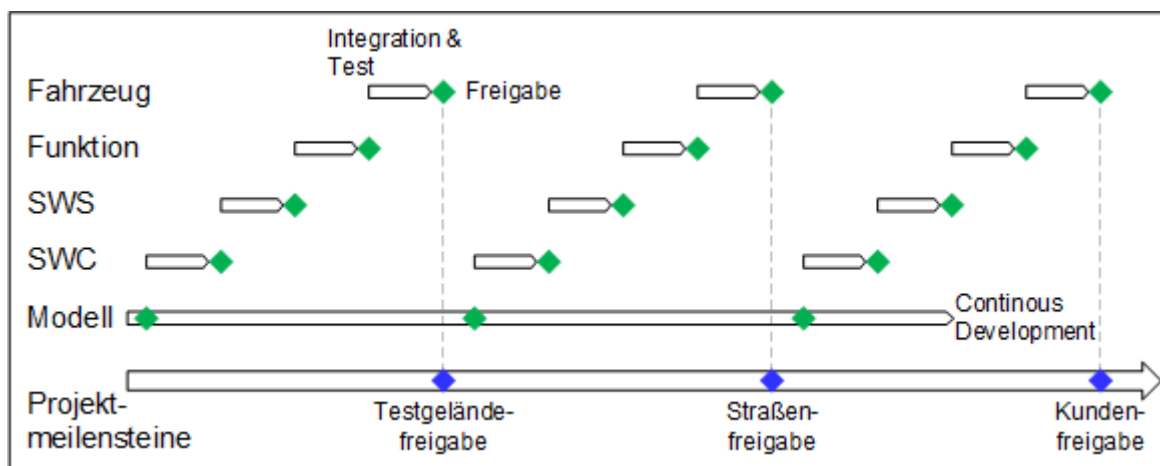 Integration &
Test
Fahrzeug
Freigabe
Funktion
SWS
SWC
Modell
Continous
Development
Projekt-
meilensteine
Testgelände-
freigabe
Straßen-
freigabe
Kunden-
freigabe